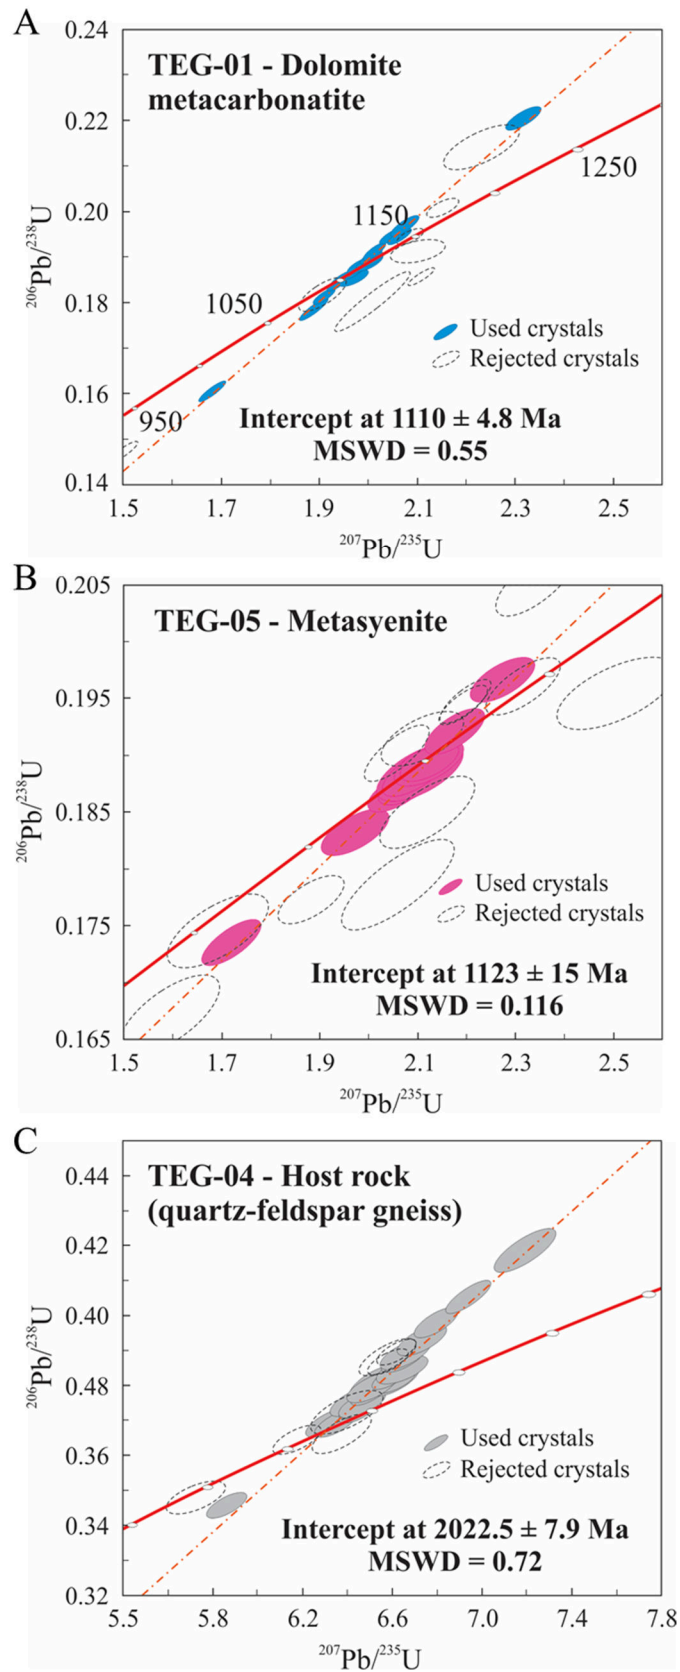 A
TEG-01 - Dolomite
metacarbonatite
0.24
0.22
0.20
0.18
0.16
0.14
²⁰⁶Pb/²³⁸U
1250
1150
1050
950
Used crystals
Rejected crystals
Intercept at 1110 ± 4.8 Ma
MSWD = 0.55
1.5 1.7 1.9 2.1 2.3 2.5
²⁰⁷Pb/²³⁵U
B
TEG-05 - Metasyenite
0.205
0.195
0.185
0.175
0.165
²⁰⁶Pb/²³⁸U
Used crystals
Rejected crystals
Intercept at 1123 ± 15 Ma
MSWD = 0.116
1.5 1.7 1.9 2.1 2.3 2.5
²⁰⁷Pb/²³⁵U
C
TEG-04 - Host rock
(quartz-feldspar gneiss)
0.44
0.42
0.40
0.48
0.36
0.34
0.32
²⁰⁶Pb/²³⁸U
Used crystals
Rejected crystals
Intercept at 2022.5 ± 7.9 Ma
MSWD = 0.72
5.5 5.8 6.2 6.6 7.0 7.4 7.8
²⁰⁷Pb/²³⁵U